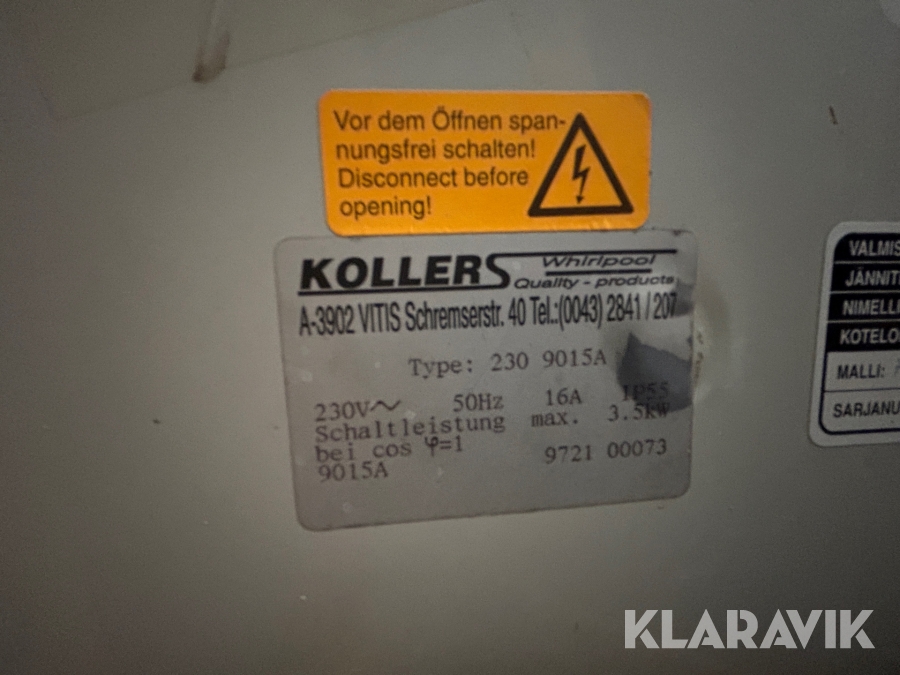 Vor dem Öffnen span-
nungsfrei schalten!
Disconnect before
opening!
KOLLERS Whirlpool
Quality - products
A-3902 VITIS Schremserstr. 40 Tel.:(0043) 2841 / 207
Type: 230 9015A
230V~ 50Hz 16A IP55
Schaltleistung max. 3.5kW
bei cos φ=1
9015A 9721 00073
VALMIS
JÄNNIT
NIMELL
KOTELO
MALLI:
SARJANU
KLARAVIK